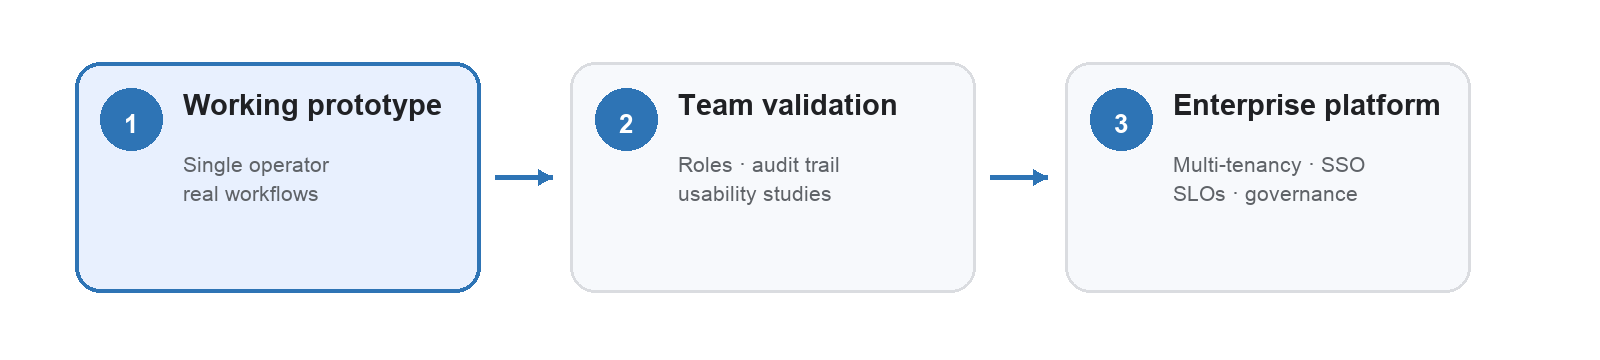 1
Working prototype
Single operator
real workflows
2
Team validation
Roles · audit trail
usability studies
3
Enterprise platform
Multi-tenancy · SSO
SLOs · governance